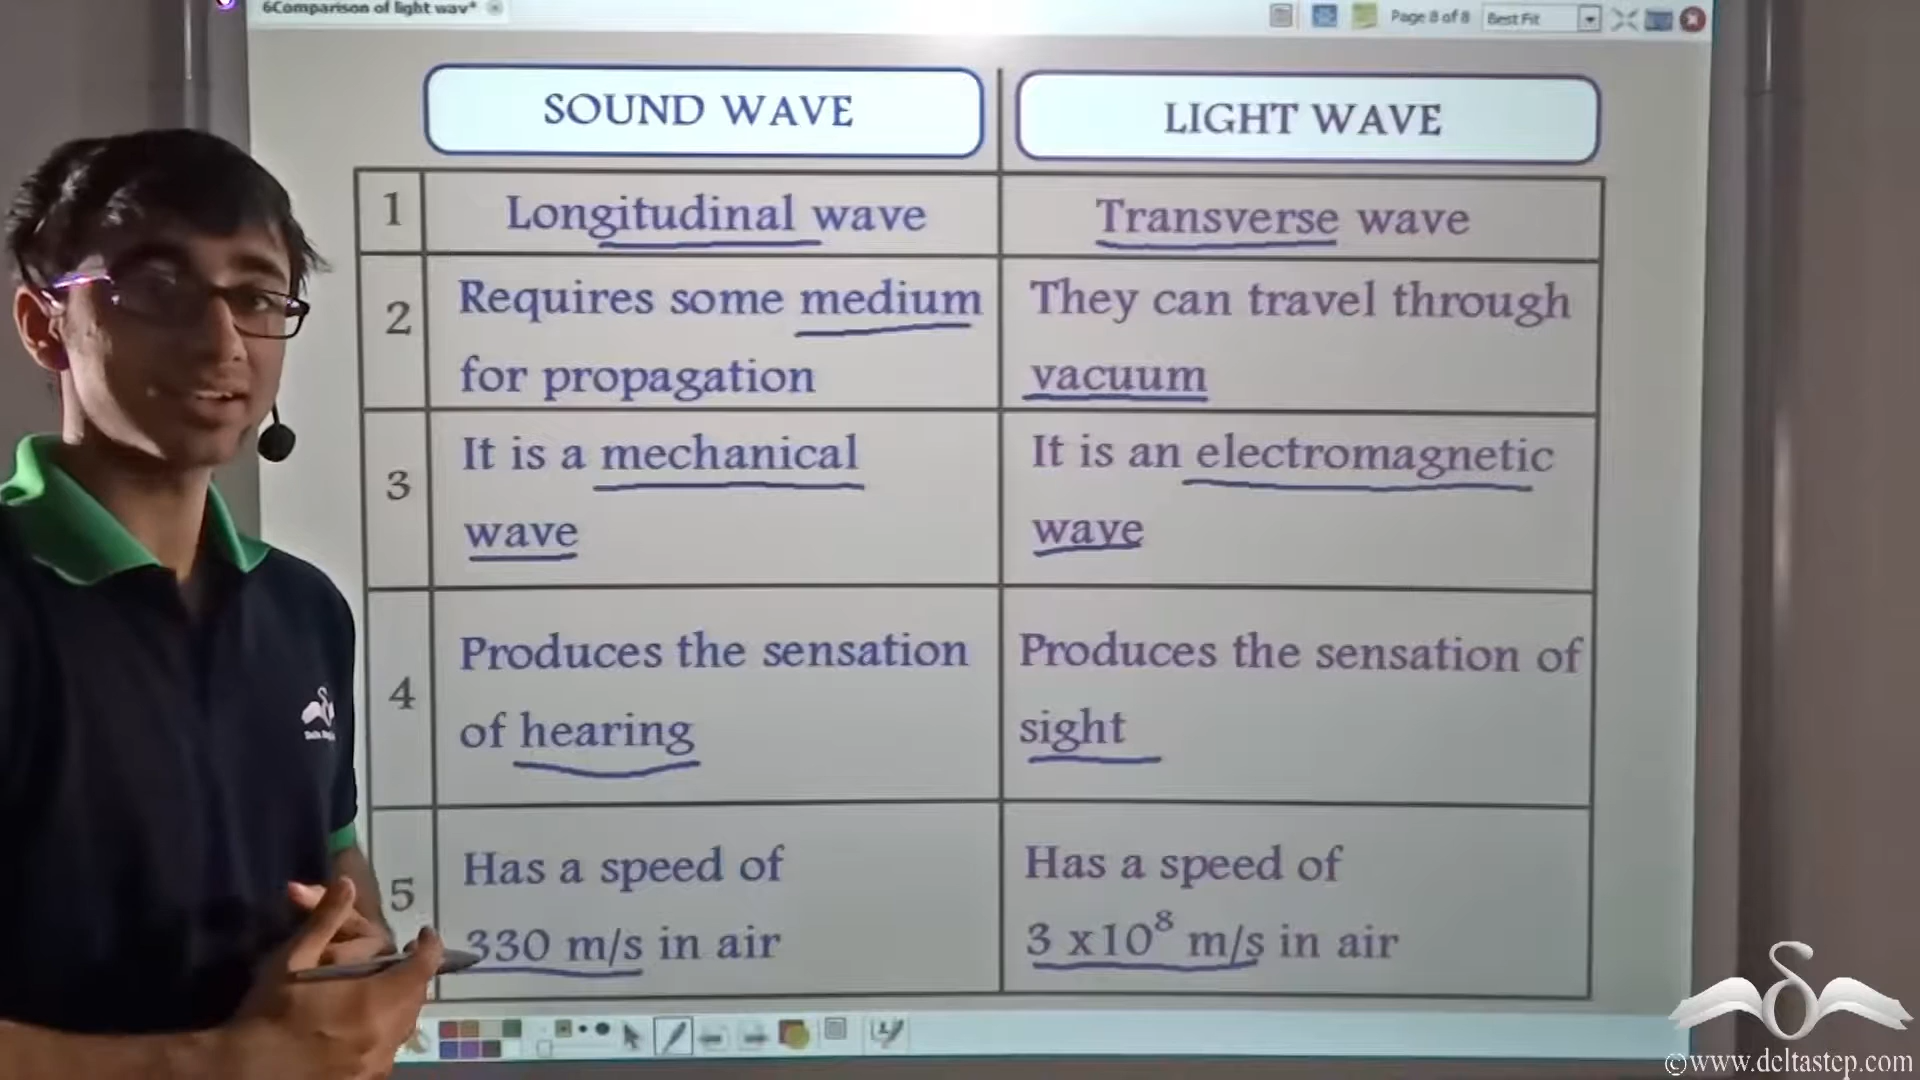 6Comparison of light wav*
Page 8 of 8
Best Fit
SOUND WAVE
LIGHT WAVE
1
Longitudinal wave
Transverse wave
2
Requires some medium
for propagation
They can travel through
vacuum
3
It is a mechanical
wave
It is an electromagnetic
wave
4
Produces the sensation
of hearing
Produces the sensation of
sight
5
Has a speed of
330 m/s in air
Has a speed of
3 x10⁸ m/s in air
©www.deltastep.com